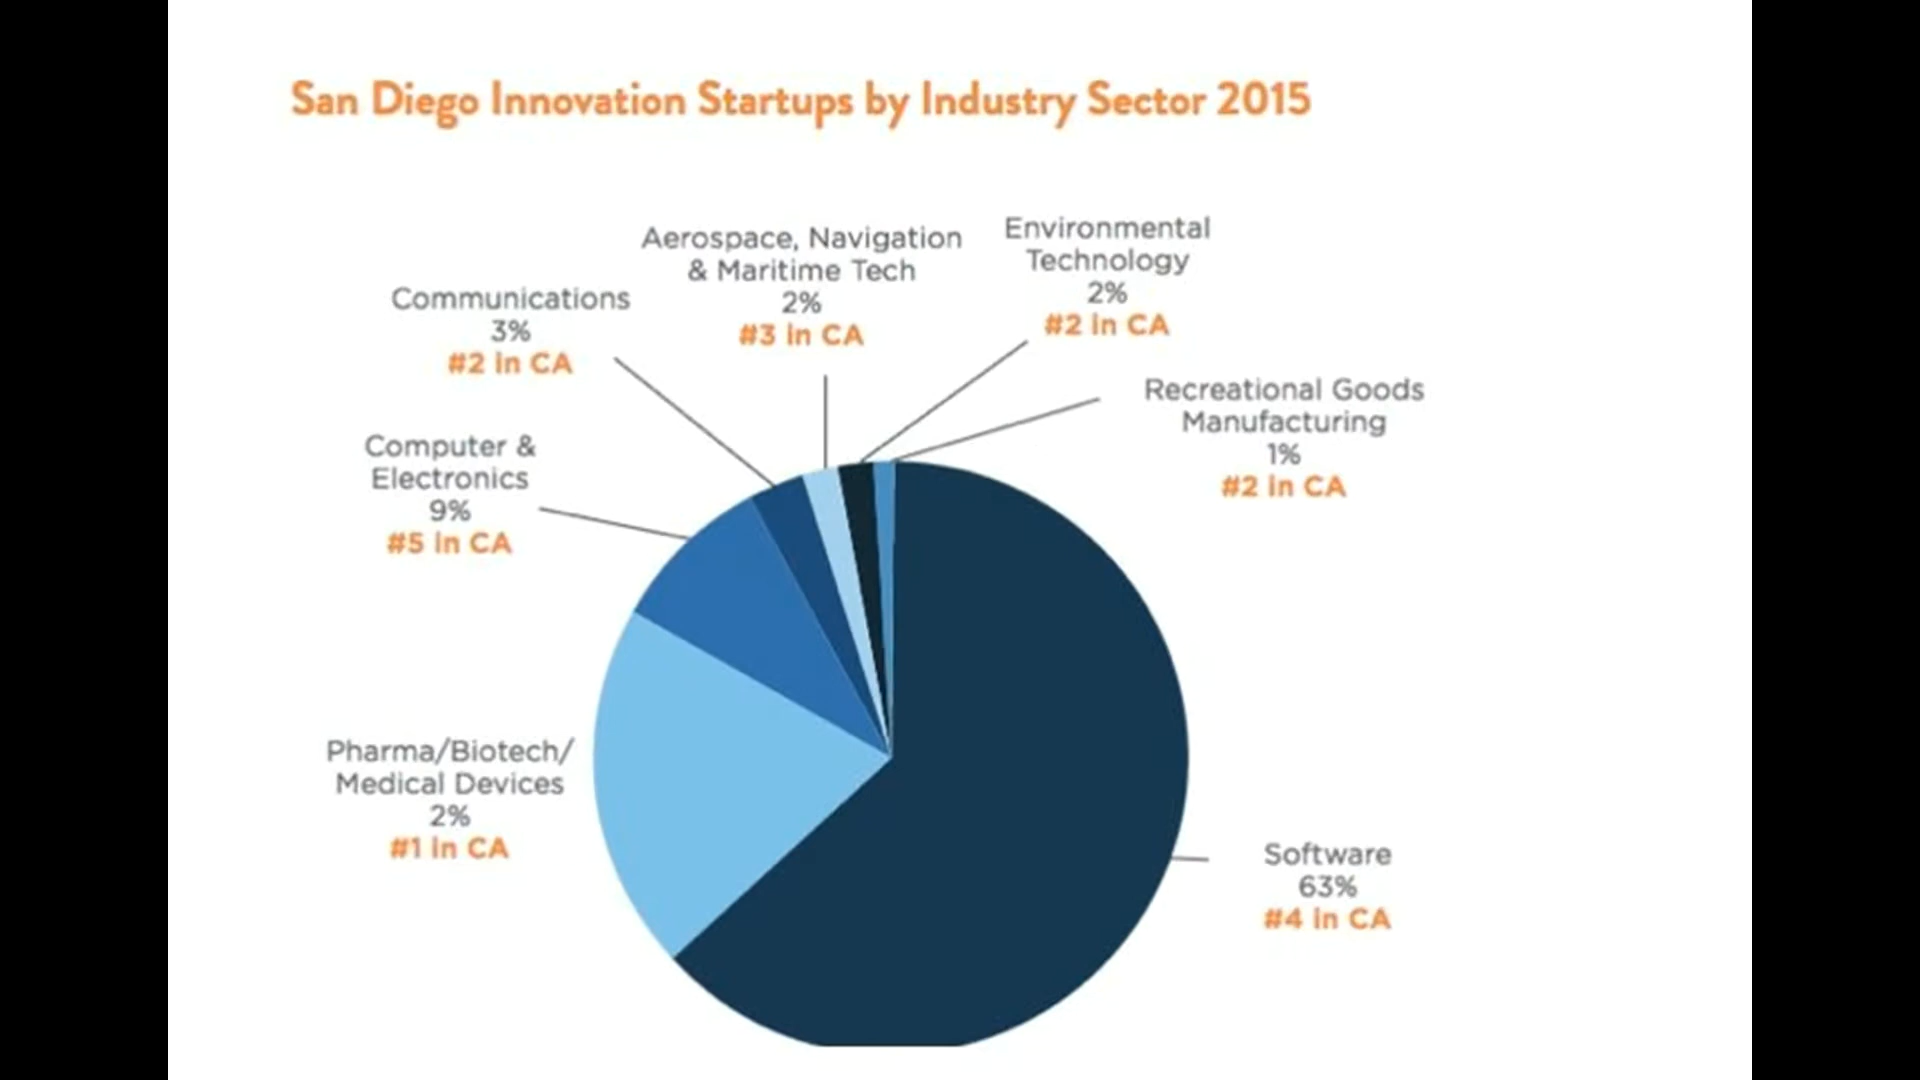 San Diego Innovation Startups by Industry Sector 2015
Environmental
Technology
2%
#2 in CA
Aerospace, Navigation
& Maritime Tech
2%
#3 in CA
Communications
3%
#2 in CA
Recreational Goods
Manufacturing
1%
#2 in CA
Computer &
Electronics
9%
#5 in CA
Pharma/Biotech/
Medical Devices
2%
#1 in CA
Software
63%
#4 in CA